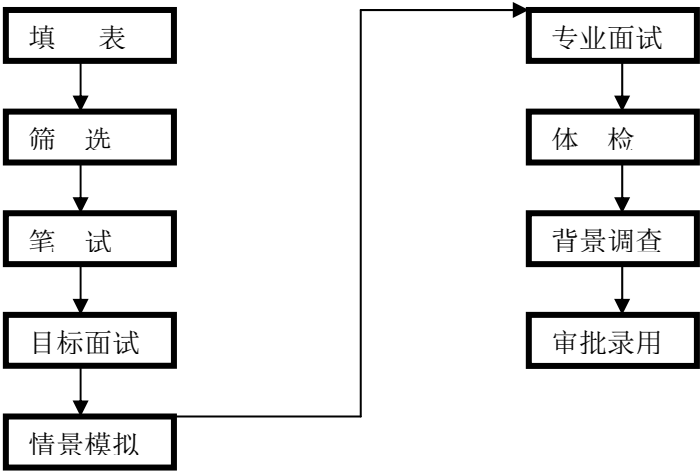 填 表
筛 选
笔 试
目标面试
情景模拟
专业面试
体 检
背景调查
审批录用